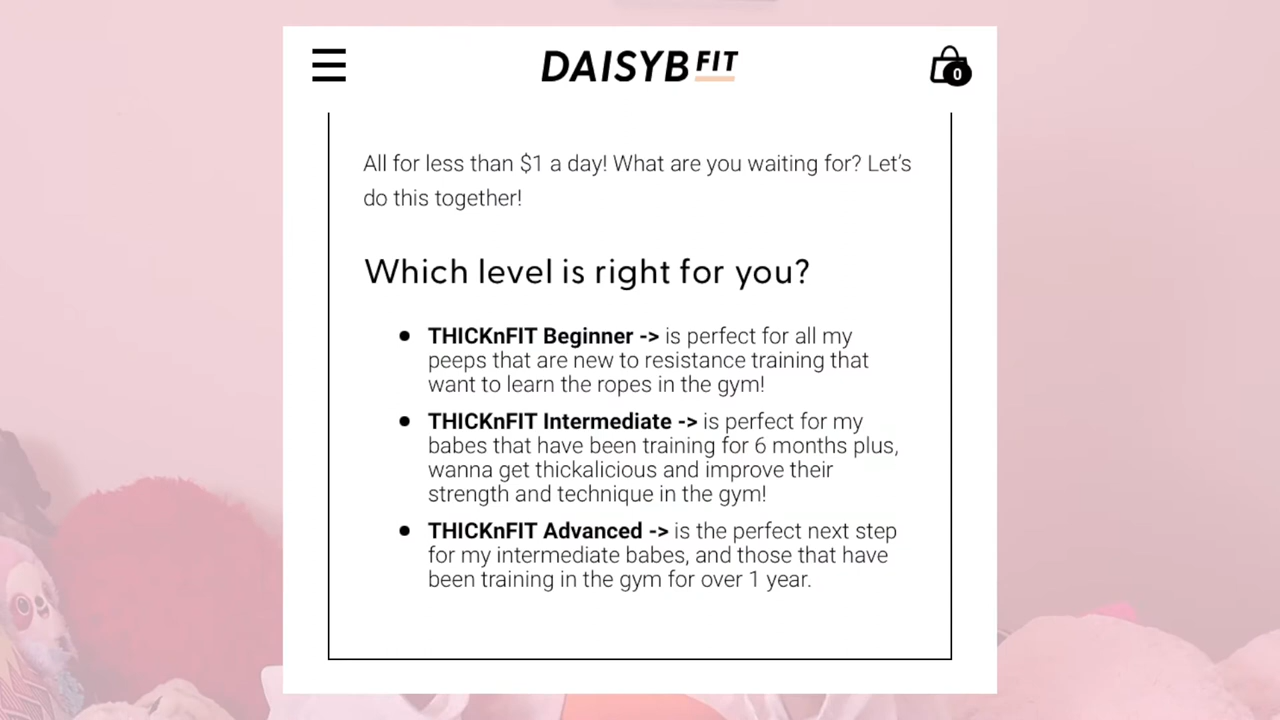 DAISYB FIT
0
All for less than $1 a day! What are you waiting for? Let's
do this together!
Which level is right for you?
THICKnFIT Beginner -> is perfect for all my
peeps that are new to resistance training that
want to learn the ropes in the gym!
THICKnFIT Intermediate -> is perfect for my
babes that have been training for 6 months plus,
wanna get thickalicious and improve their
strength and technique in the gym!
THICKnFIT Advanced -> is the perfect next step
for my intermediate babes, and those that have
been training in the gym for over 1 year.